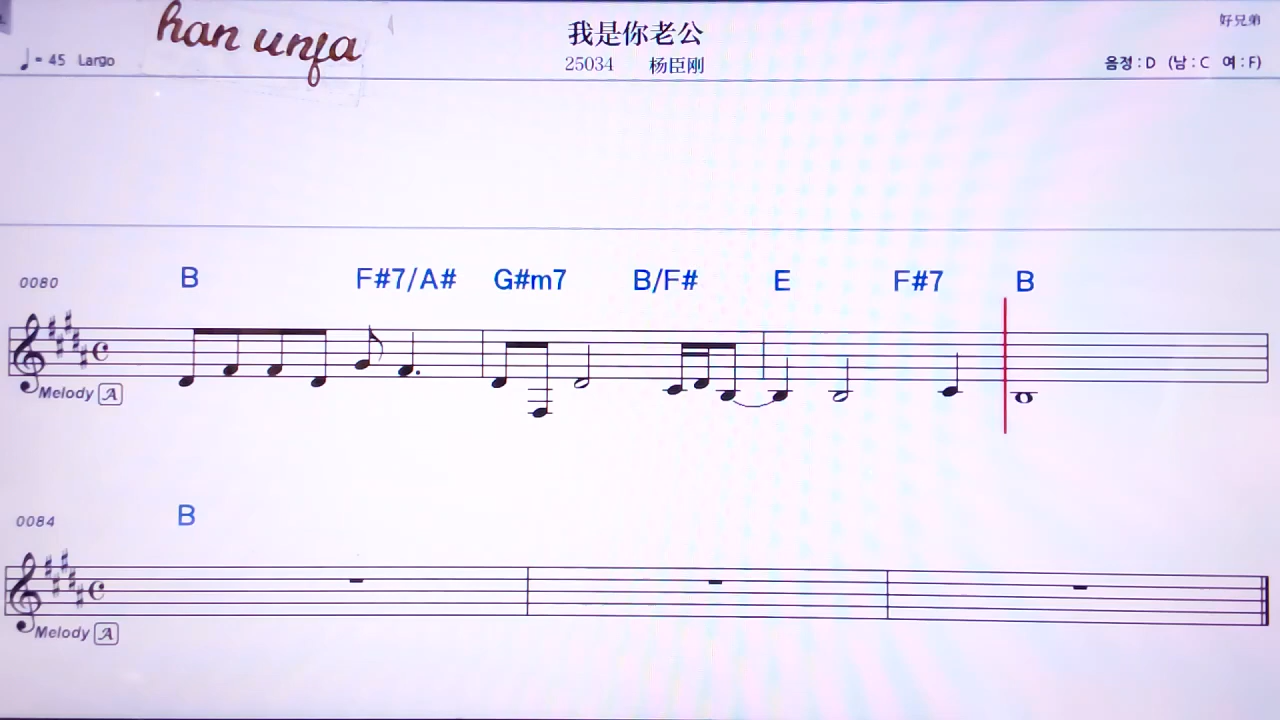 han unfa
我是你老公
好兄弟
♩ = 45 Largo
25034 杨臣刚
음정 : D (남 : C 여 : F)
0080
B F#7/A# G#m7 B/F# E F#7 B
Melody A
0084
B
Melody A